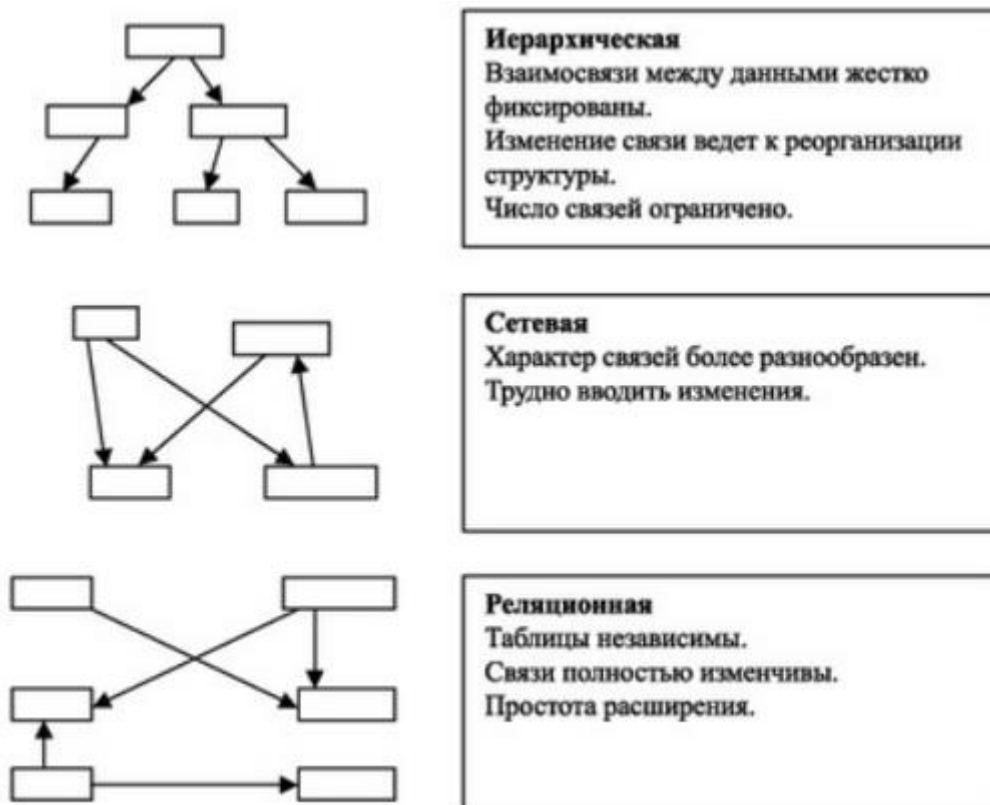 Иерархическая
Взаимосвязи между данными жестко
фиксированы.
Изменение связи ведет к реорганизации
структуры.
Число связей ограничено.
Сетевая
Характер связей более разнообразен.
Трудно вводить изменения.
Реляционная
Таблицы независимы.
Связи полностью изменчивы.
Простота расширения.